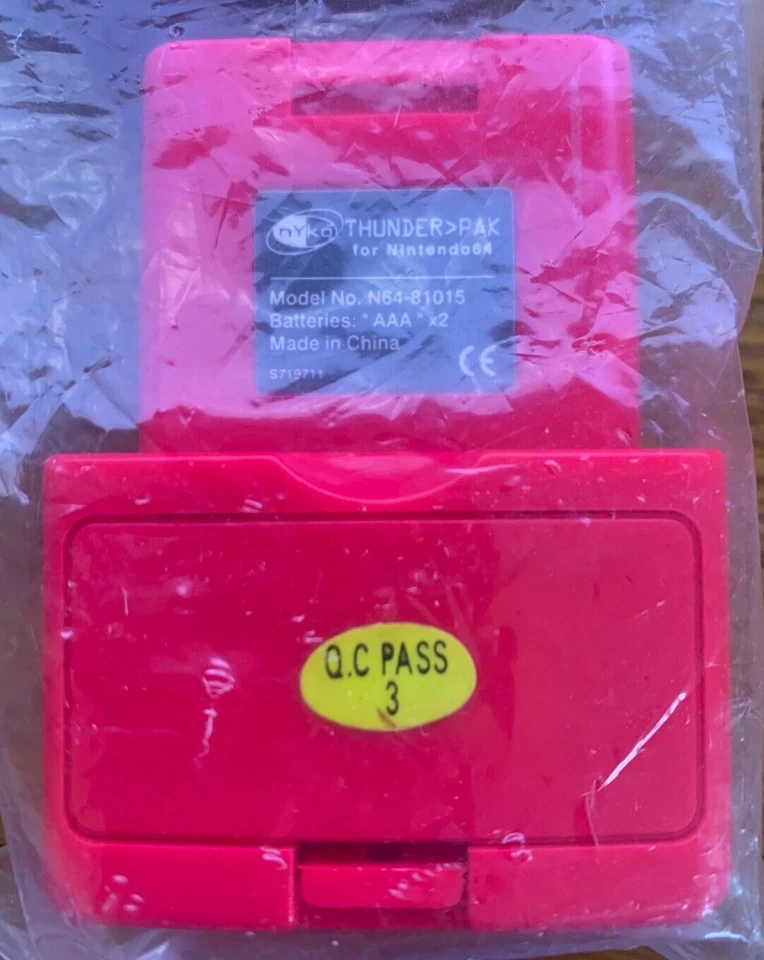 nYko THUNDER>PAK
for Nintendo64
Model No. N64-81015
Batteries: " AAA " x2
Made in China
S719711
CE
Q.C PASS
3